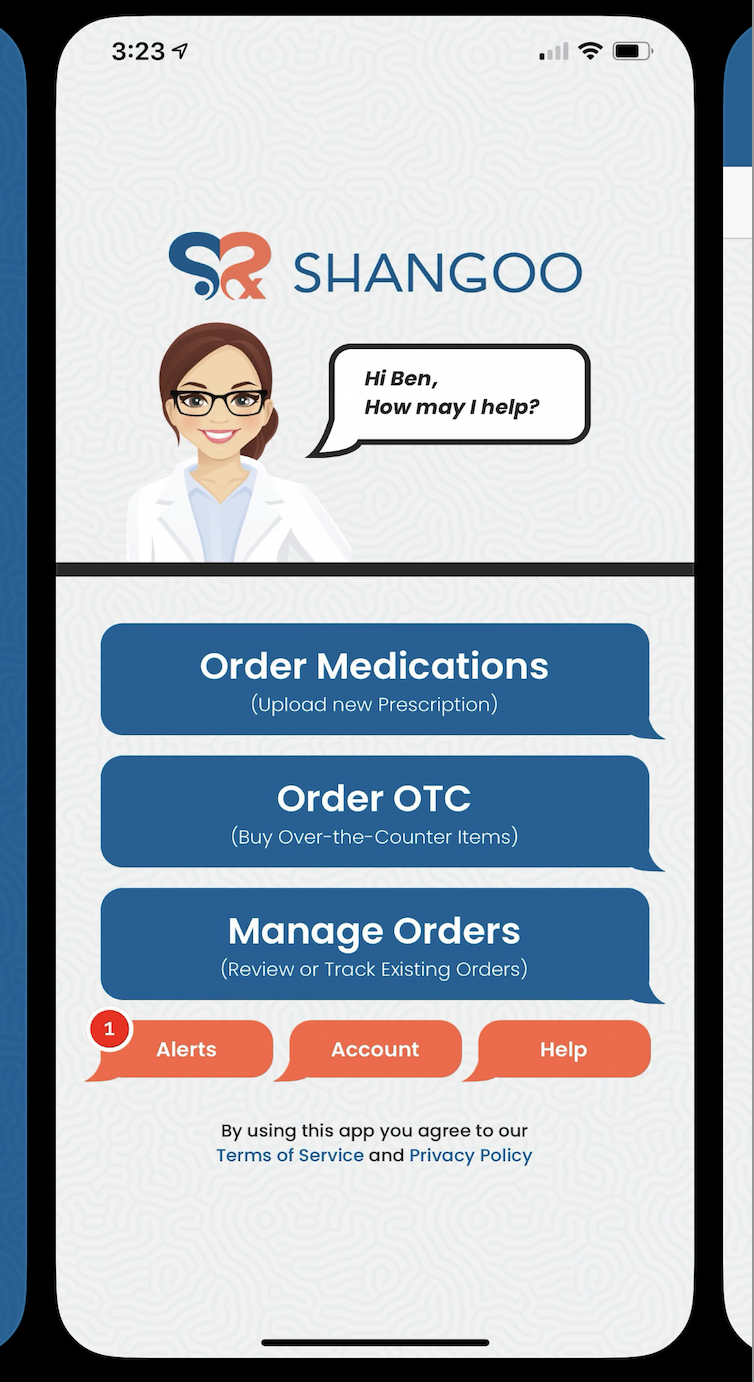 3:23
SHANGOO
Hi Ben,
How may I help?
Order Medications
(Upload new Prescription)
Order OTC
(Buy Over-the-Counter Items)
Manage Orders
(Review or Track Existing Orders)
1
Alerts
Account
Help
By using this app you agree to our
Terms of Service and Privacy Policy